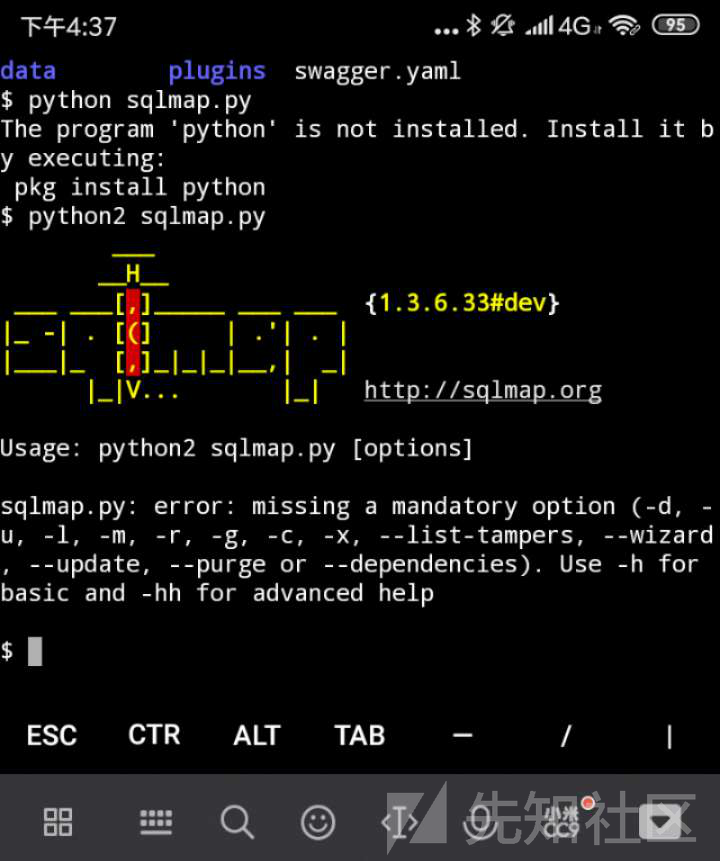 下午4:37
... 4G 95
data plugins swagger.yaml
$ python sqlmap.py
The program 'python' is not installed. Install it b
y executing:
 pkg install python
$ python2 sqlmap.py
        ___
       __H__
 ___ ___[,]_____ ___ ___  {1.3.6.33#dev}
|_ -| . [(]     | .'| . |
|___|_  [,]_|_|_|__,|  _|
      |_|V...       |_|   http://sqlmap.org
Usage: python2 sqlmap.py [options]
sqlmap.py: error: missing a mandatory option (-d, -
u, -l, -m, -r, -g, -c, -x, --list-tampers, --wizard
, --update, --purge or --dependencies). Use -h for
basic and -hh for advanced help
$
ESC CTR ALT TAB — / |
小米
CC9
先知社区